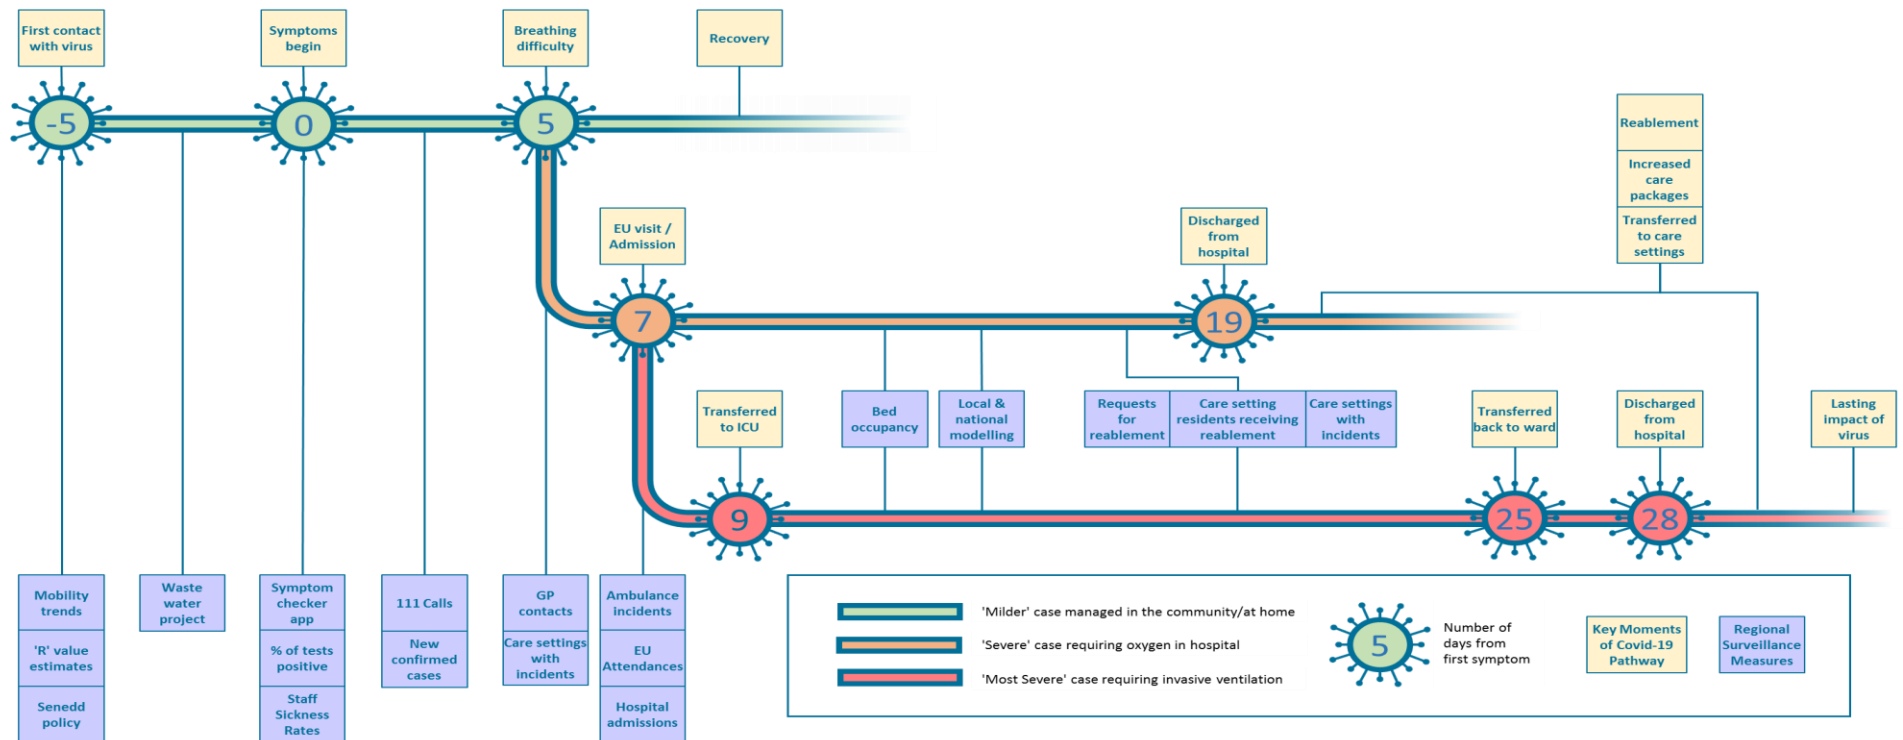 First contact
with virus
Symptoms
begin
Breathing
difficulty
Recovery
-5
0
5
Reablement
Increased
care
packages
Transferred
to care
settings
EU visit /
Admission
Discharged
from
hospital
7
19
Transferred
to ICU
Bed
occupancy
Local &
national
modelling
Requests
for
reablement
Care setting
residents receiving
reablement
Care settings
with
incidents
Transferred
back to ward
Discharged
from
hospital
Lasting
impact of
virus
9
25
28
Mobility
trends
'R' value
estimates
Senedd
policy
Waste
water
project
Symptom
checker
app
% of tests
positive
Staff
Sickness
Rates
111 Calls
New
confirmed
cases
GP
contacts
Care settings
with
incidents
Ambulance
incidents
EU
Attendances
Hospital
admissions
'Milder' case managed in the community/at home
'Severe' case requiring oxygen in hospital
'Most Severe' case requiring invasive ventilation
5
Number of
days from
first symptom
Key Moments
of Covid-19
Pathway
Regional
Surveillance
Measures